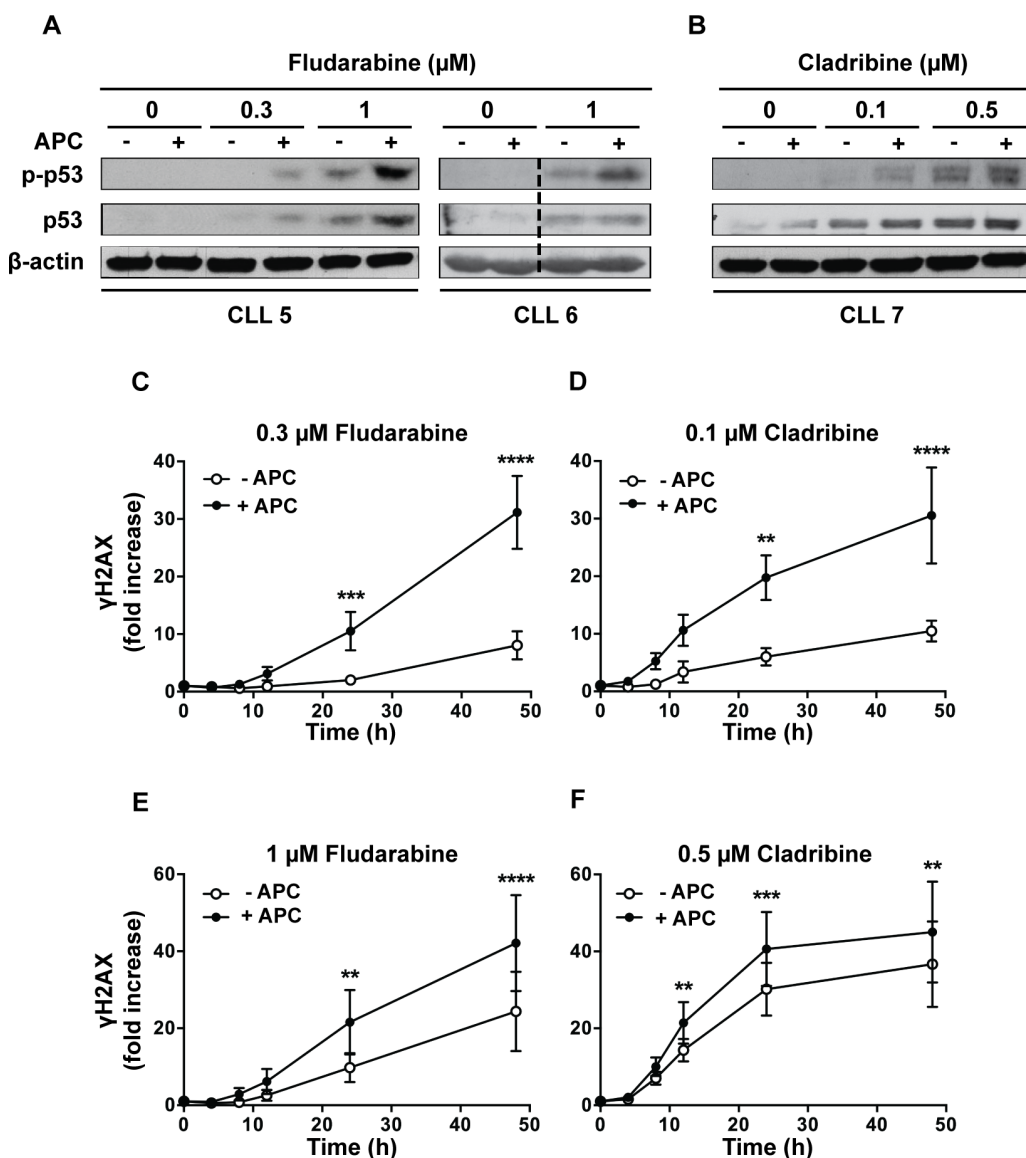 A
B
Fludarabine (µM)
Cladribine (µM)
0 0.3 1 0 1 0 0.1 0.5
APC - + - + - + - + - + - + - + - +
p-p53
p53
β-actin
CLL 5 CLL 6 CLL 7
C
D
0.3 µM Fludarabine
- APC
+ APC
***
****
40
30
20
10
0
γH2AX
(fold increase)
0 10 20 30 40 50
Time (h)
0.1 µM Cladribine
- APC
+ APC
**
****
40
30
20
10
0
0 10 20 30 40 50
Time (h)
E
F
1 µM Fludarabine
- APC
+ APC
**
****
60
40
20
0
γH2AX
(fold increase)
0 10 20 30 40 50
Time (h)
0.5 µM Cladribine
- APC
+ APC
**
***
**
60
40
20
0
0 10 20 30 40 50
Time (h)